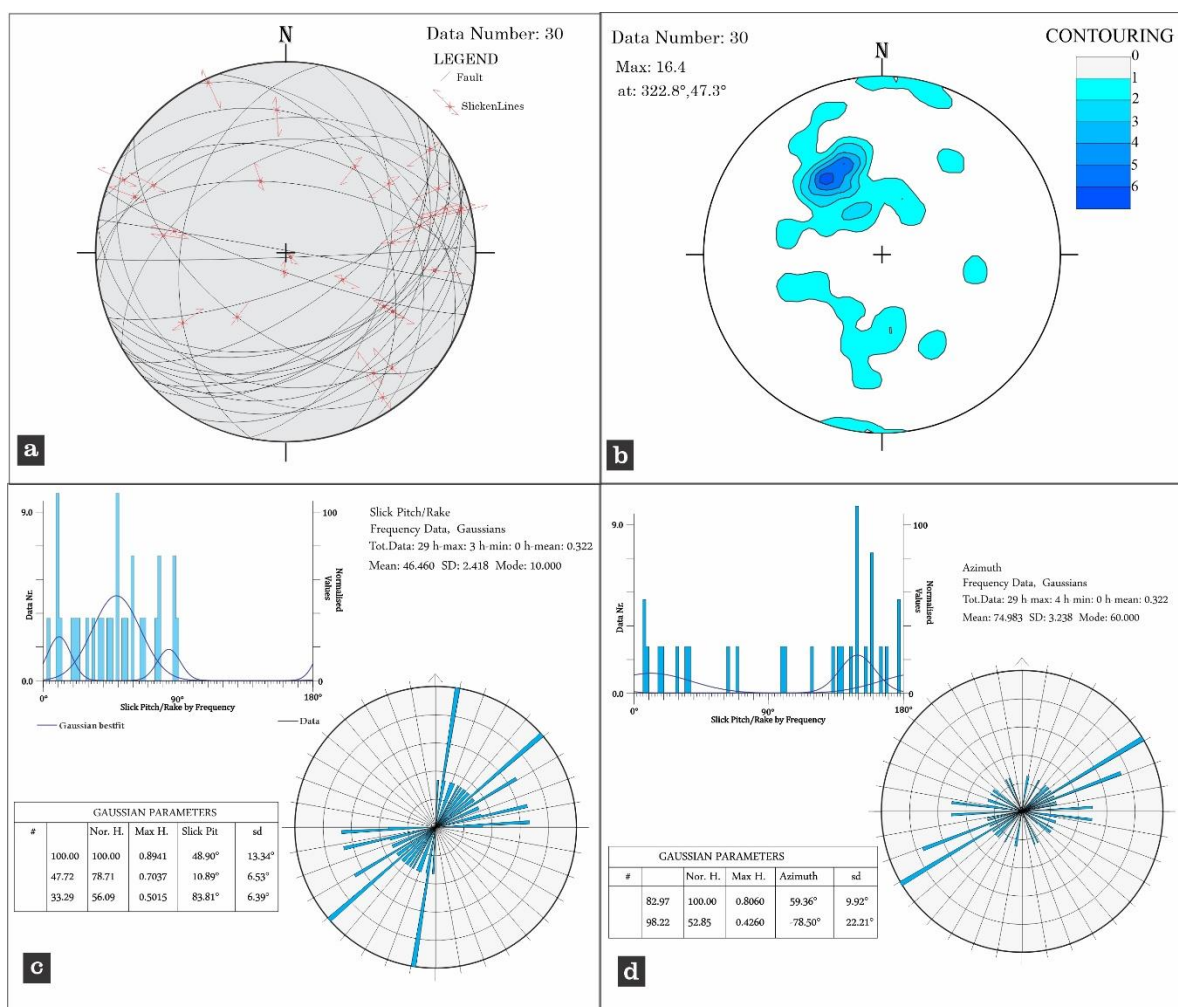 N
Data Number: 30
LEGEND
Fault
SlickenLines
a
Data Number: 30
Max: 16.4
at: 322.8°,47.3°
N
CONTOURING
0
1
2
3
4
5
6
b
9.0
100
Data Nr.
Normalised
Values
0.0
0
0°
90°
180°
Slick Pitch/Rake by Frequency
Gaussian bestfit
Data
Slick Pitch/Rake
Frequency Data, Gaussians
Tot.Data: 29 h-max: 3 h-min: 0 h-mean: 0.322
Mean: 46.460 SD: 2.418 Mode: 10.000
GAUSSIAN PARAMETERS
# Nor. H. Max H. Slick Pit sd
100.00 100.00 0.8941 48.90° 13.34°
47.72 78.71 0.7037 10.89° 6.53°
33.29 56.09 0.5015 83.81° 6.39°
c
9.0
100
Data Nr.
Normalised
Values
0.0
0
0°
90°
180°
Slick Pitch/Rake by Frequency
Azimuth
Frequency Data, Gaussians
Tot.Data: 29 h max: 4 h min: 0 h-mean: 0.322
Mean: 74.983 SD: 3.238 Mode: 60.000
GAUSSIAN PARAMETERS
# Nor. H. Max H. Azimuth sd
82.97 100.00 0.8060 59.36° 9.92°
98.22 52.85 0.4260 -78.50° 22.21°
d